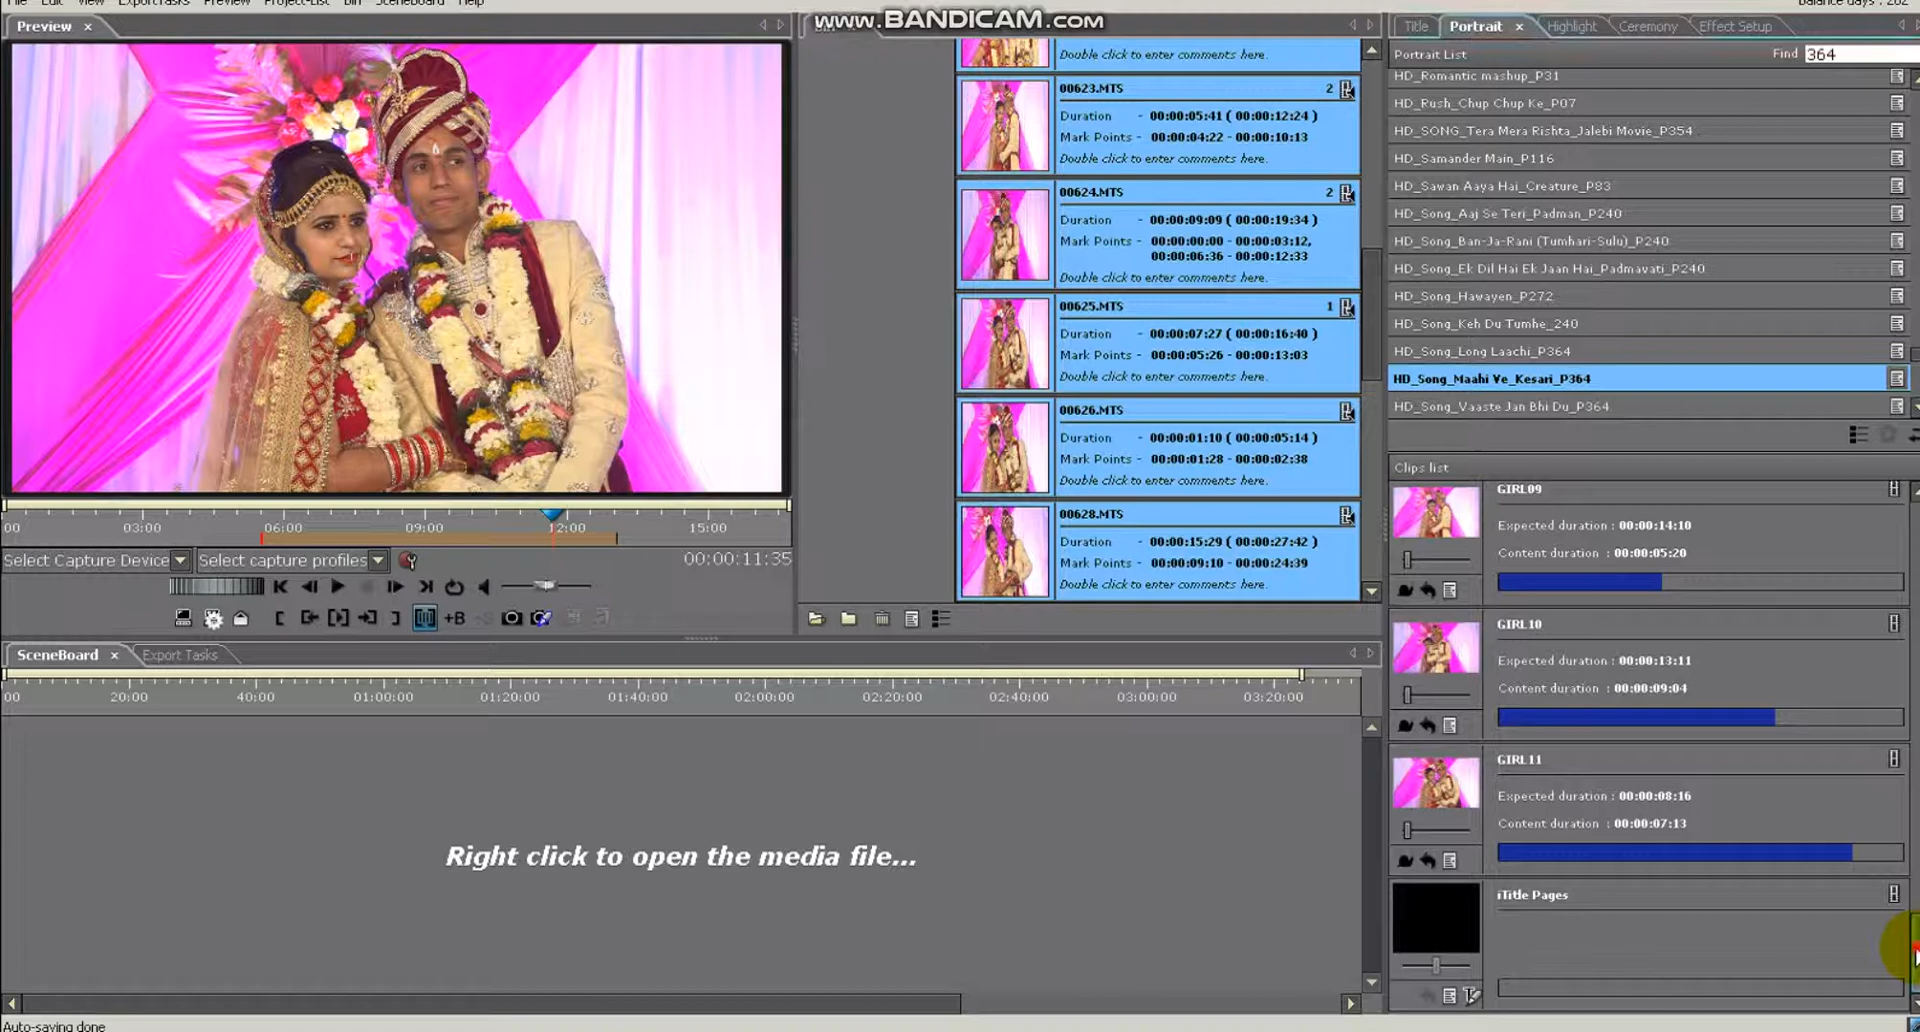 File Edit View ExportTasks Preview Project-List Bin SceneBoard Help
Balance days : 262
Preview x
www.BANDICAM.com
Title Portrait x Highlight Ceremony Effect Setup
Portrait List Find 364
HD_Romantic mashup_P31
HD_Rush_Chup Chup Ke_P07
HD_SONG_Tera Mera Rishta_Jalebi Movie_P354
HD_Samander Main_P116
HD_Sawan Aaya Hai_Creature_P83
HD_Song_Aaj Se Teri_Padman_P240
HD_Song_Ban-Ja-Rani (Tumhari-Sulu)_P240
HD_Song_Ek Dil Hai Ek Jaan Hai_Padmavati_P240
HD_Song_Hawayen_P272
HD_Song_Keh Du Tumhe_240
HD_Song_Long Laachi_P364
HD_Song_Maahi Ve_Kesari_P364
HD_Song_Vaaste Jan Bhi Du_P364
Double click to enter comments here.
00623.MTS 2
Duration - 00:00:05:41 ( 00:00:12:24 )
Mark Points - 00:00:04:22 - 00:00:10:13
Double click to enter comments here.
00624.MTS 2
Duration - 00:00:09:09 ( 00:00:19:34 )
Mark Points - 00:00:00:00 - 00:00:03:12,
00:00:06:36 - 00:00:12:33
Double click to enter comments here.
00625.MTS 1
Duration - 00:00:07:27 ( 00:00:16:40 )
Mark Points - 00:00:05:26 - 00:00:13:03
Double click to enter comments here.
00626.MTS
Duration - 00:00:01:10 ( 00:00:05:14 )
Mark Points - 00:00:01:28 - 00:00:02:38
Double click to enter comments here.
00628.MTS
Duration - 00:00:15:29 ( 00:00:27:42 )
Mark Points - 00:00:09:10 - 00:00:24:39
Double click to enter comments here.
00 03:00 06:00 09:00 12:00 15:00
Select Capture Device Select capture profiles 00:00:11:35
+B
Clips list
GIRL09
Expected duration : 00:00:14:10
Content duration : 00:00:05:20
GIRL10
Expected duration : 00:00:13:11
Content duration : 00:00:09:04
GIRL11
Expected duration : 00:00:08:16
Content duration : 00:00:07:13
iTitle Pages
SceneBoard x Export Tasks
00 20:00 40:00 01:00:00 01:20:00 01:40:00 02:00:00 02:20:00 02:40:00 03:00:00 03:20:00
Right click to open the media file...
Auto-saving done